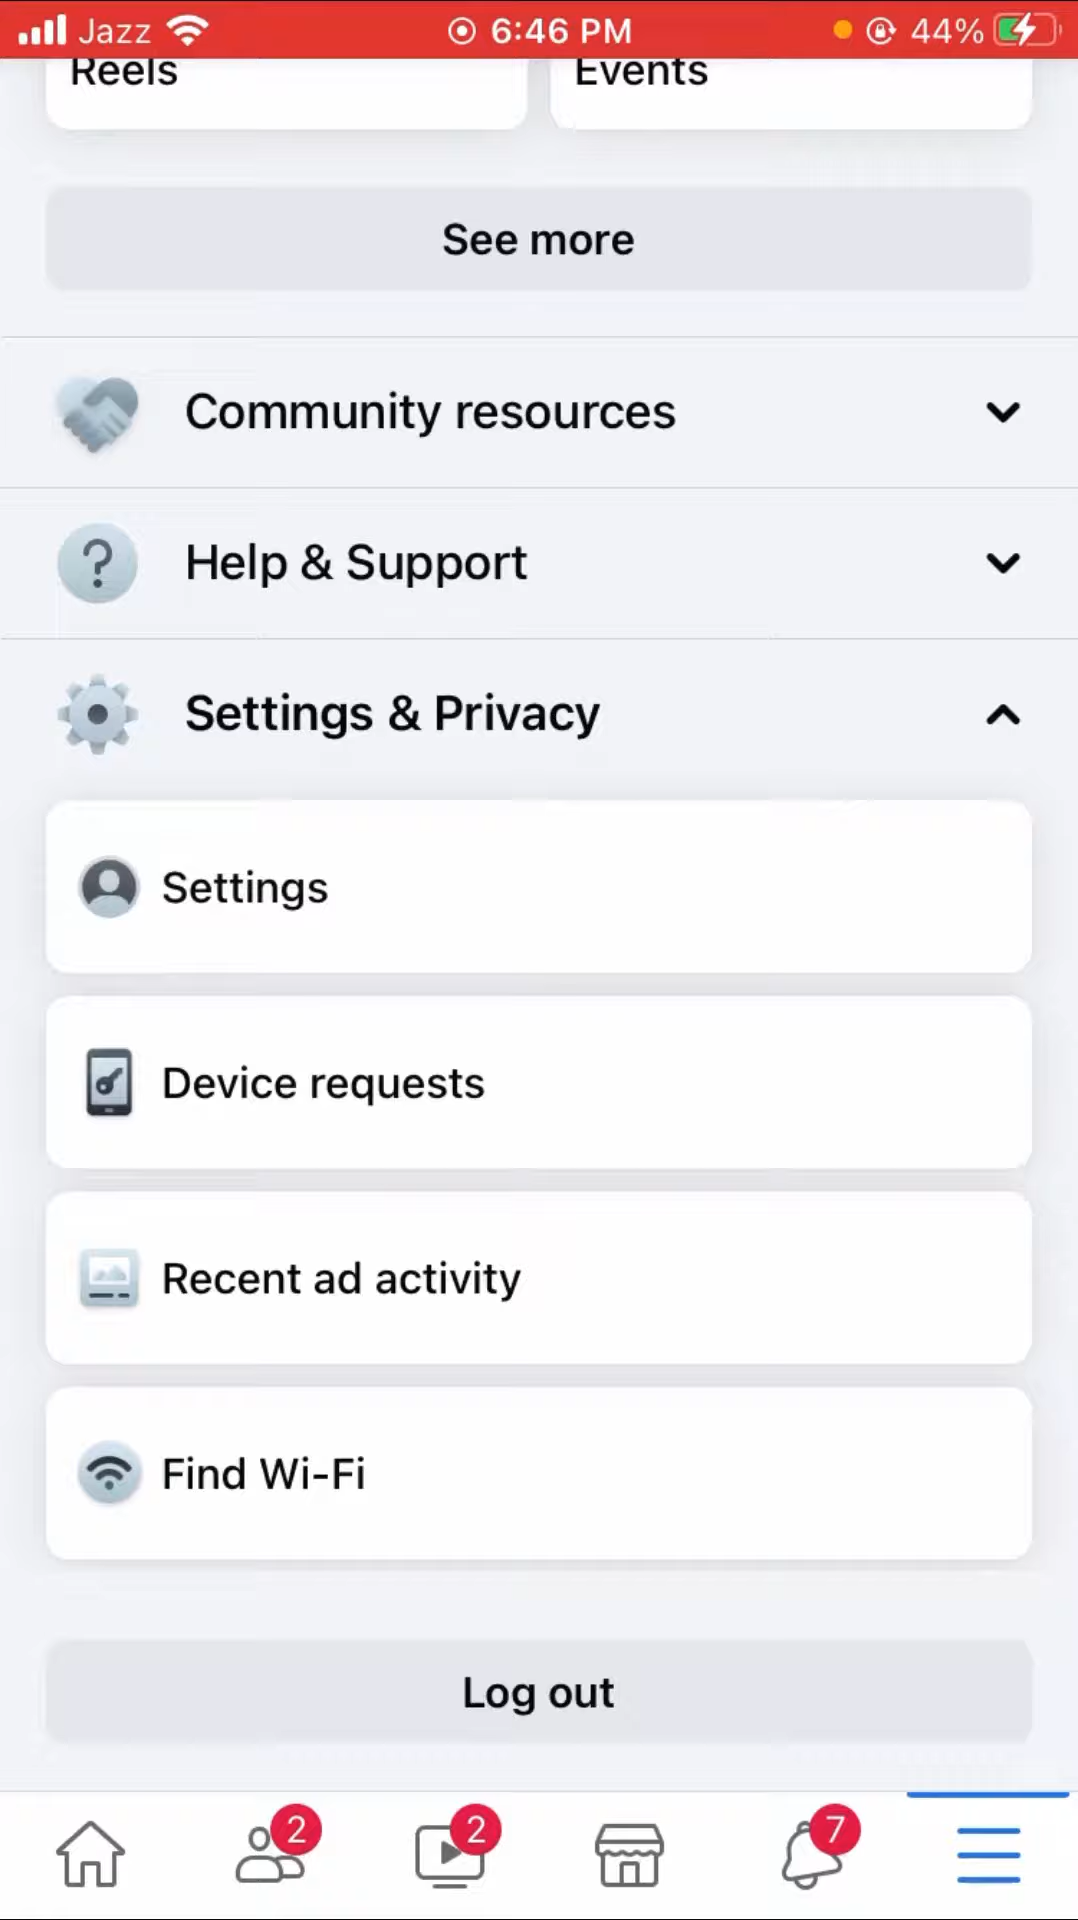 Jazz 6:46 PM 44%
Reels Events
See more
Community resources
Help & Support
Settings & Privacy
Settings
Device requests
Recent ad activity
Find Wi-Fi
Log out
2 2 7